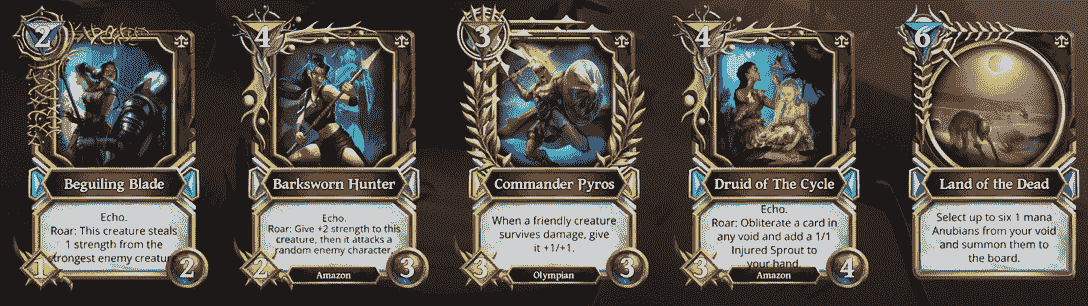 2
Beguiling Blade
Echo.
Roar: This creature steals
1 strength from the
strongest enemy creature
1
2
4
Barksworn Hunter
Echo.
Roar: Give +2 strength to this
creature, then it attacks a
random enemy character.
2
Amazon
3
3
Commander Pyros
When a friendly creature
survives damage, give
it +1/+1.
3
Olympian
3
4
Druid of The Cycle
Echo.
Roar: Obliterate a card in
any void and add a 1/1
Injured Sprout to
your hand.
3
Amazon
4
6
Land of the Dead
Select up to six 1 mana
Anubians from your void
and summon them to
the board.